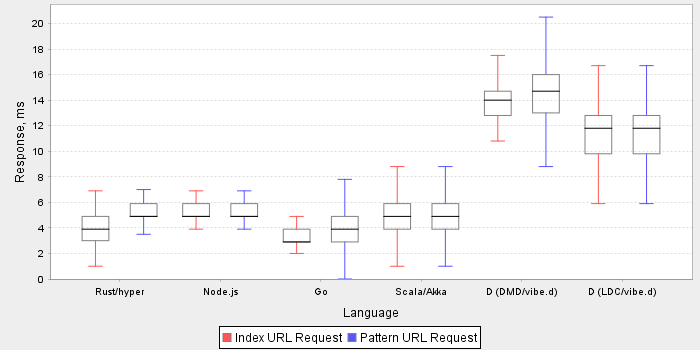 Response, ms
20
18
16
14
12
10
8
6
4
2
0
Rust/hyper Node.js Go Scala/Akka D (DMD/vibe.d) D (LDC/vibe.d)
Language
Index URL Request Pattern URL Request